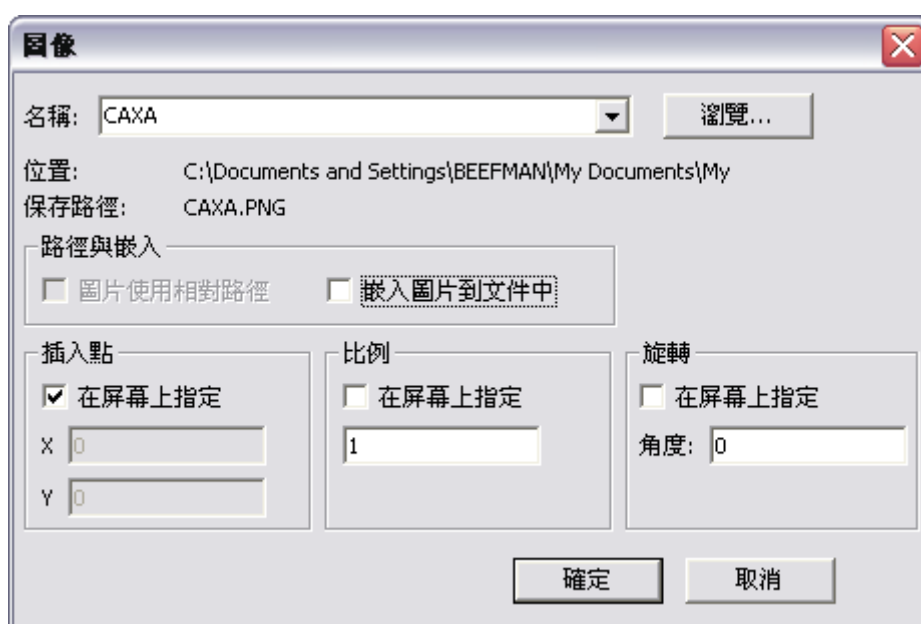 圖像
名稱: CAXA 瀏覽...
位置: C:\Documents and Settings\BEEFMAN\My Documents\My
保存路徑: CAXA.PNG
路徑與嵌入
圖片使用相對路徑 嵌入圖片到文件中
插入點 比例 旋轉
在屏幕上指定 在屏幕上指定 在屏幕上指定
X 0 1 角度: 0
Y 0
確定 取消